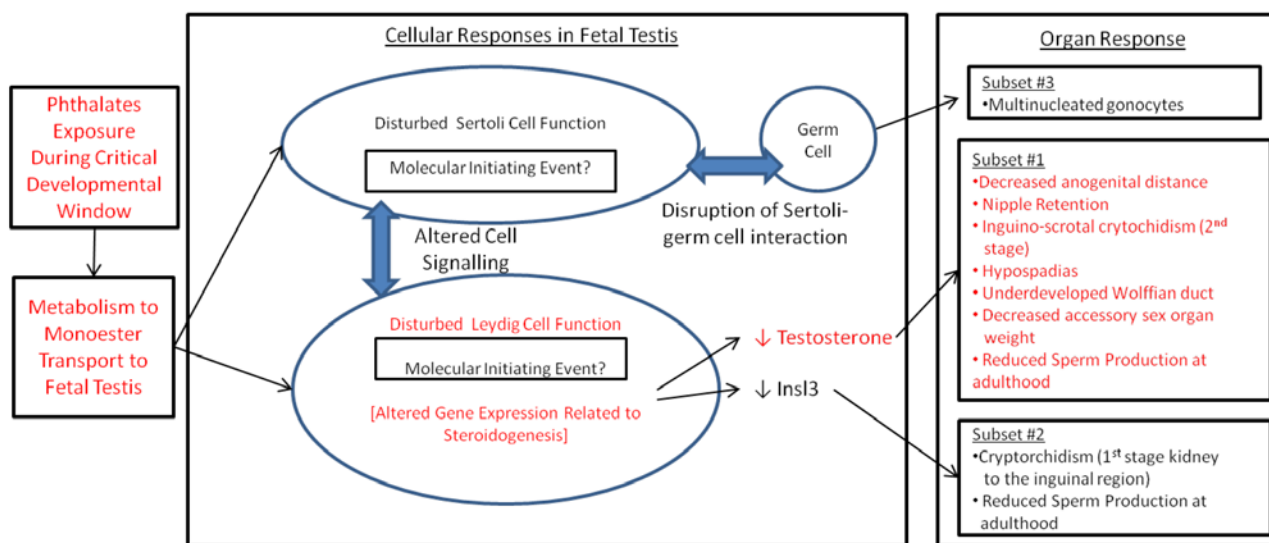 Phthalates
Exposure
During Critical
Developmental
Window
Metabolism to
Monoester
Transport to
Fetal Testis
Cellular Responses in Fetal Testis
Disturbed Sertoli Cell Function
Molecular Initiating Event?
Germ
Cell
Disruption of Sertoli-
germ cell interaction
Altered Cell
Signalling
Disturbed Leydig Cell Function
Molecular Initiating Event?
[Altered Gene Expression Related to
Steroidogenesis]
↓ Testosterone
↓ Insl3
Organ Response
Subset #3
•Multinucleated gonocytes
Subset #1
•Decreased anogenital distance
• Nipple Retention
• Inguino-scrotal crytochidism (2nd
stage)
• Hypospadias
• Underdeveloped Wolffian duct
• Decreased accessory sex organ
weight
• Reduced Sperm Production at
adulthood
Subset #2
•Cryptorchidism (1st stage kidney
to the inguinal region)
• Reduced Sperm Production at
adulthood